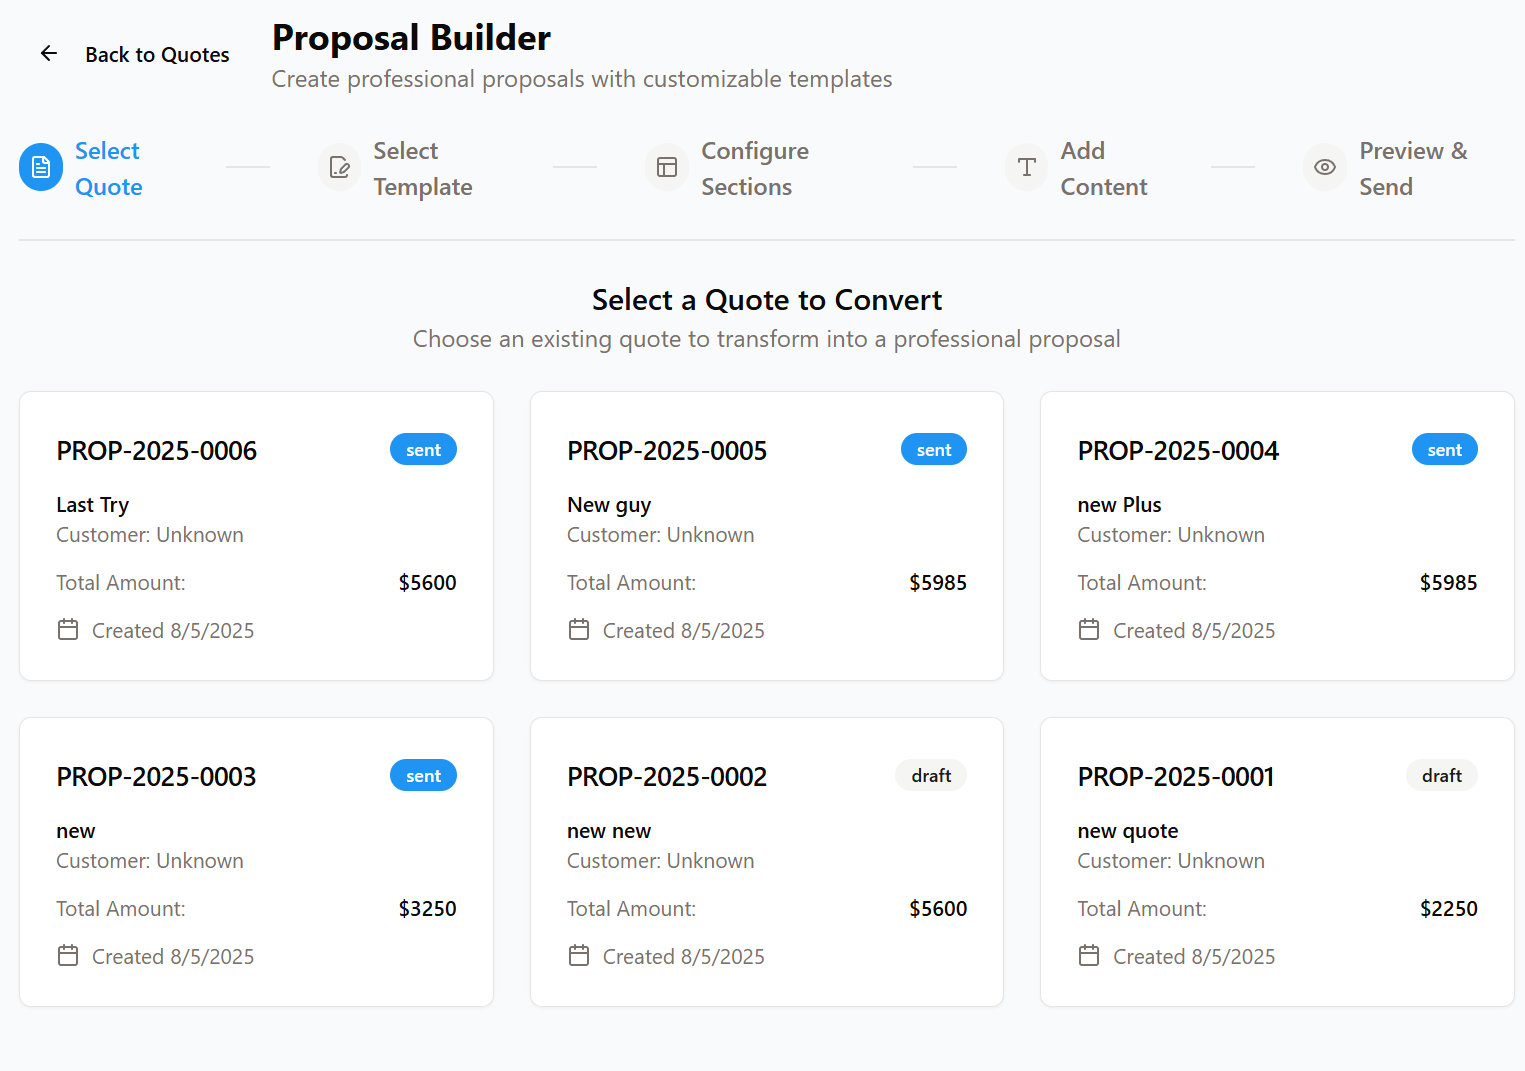 Back to Quotes
Proposal Builder
Create professional proposals with customizable templates
Select
Quote
Select
Template
Configure
Sections
Add
Content
Preview &
Send
Select a Quote to Convert
Choose an existing quote to transform into a professional proposal
PROP-2025-0006 sent
Last Try
Customer: Unknown
Total Amount: $5600
Created 8/5/2025
PROP-2025-0005 sent
New guy
Customer: Unknown
Total Amount: $5985
Created 8/5/2025
PROP-2025-0004 sent
new Plus
Customer: Unknown
Total Amount: $5985
Created 8/5/2025
PROP-2025-0003 sent
new
Customer: Unknown
Total Amount: $3250
Created 8/5/2025
PROP-2025-0002 draft
new new
Customer: Unknown
Total Amount: $5600
Created 8/5/2025
PROP-2025-0001 draft
new quote
Customer: Unknown
Total Amount: $2250
Created 8/5/2025